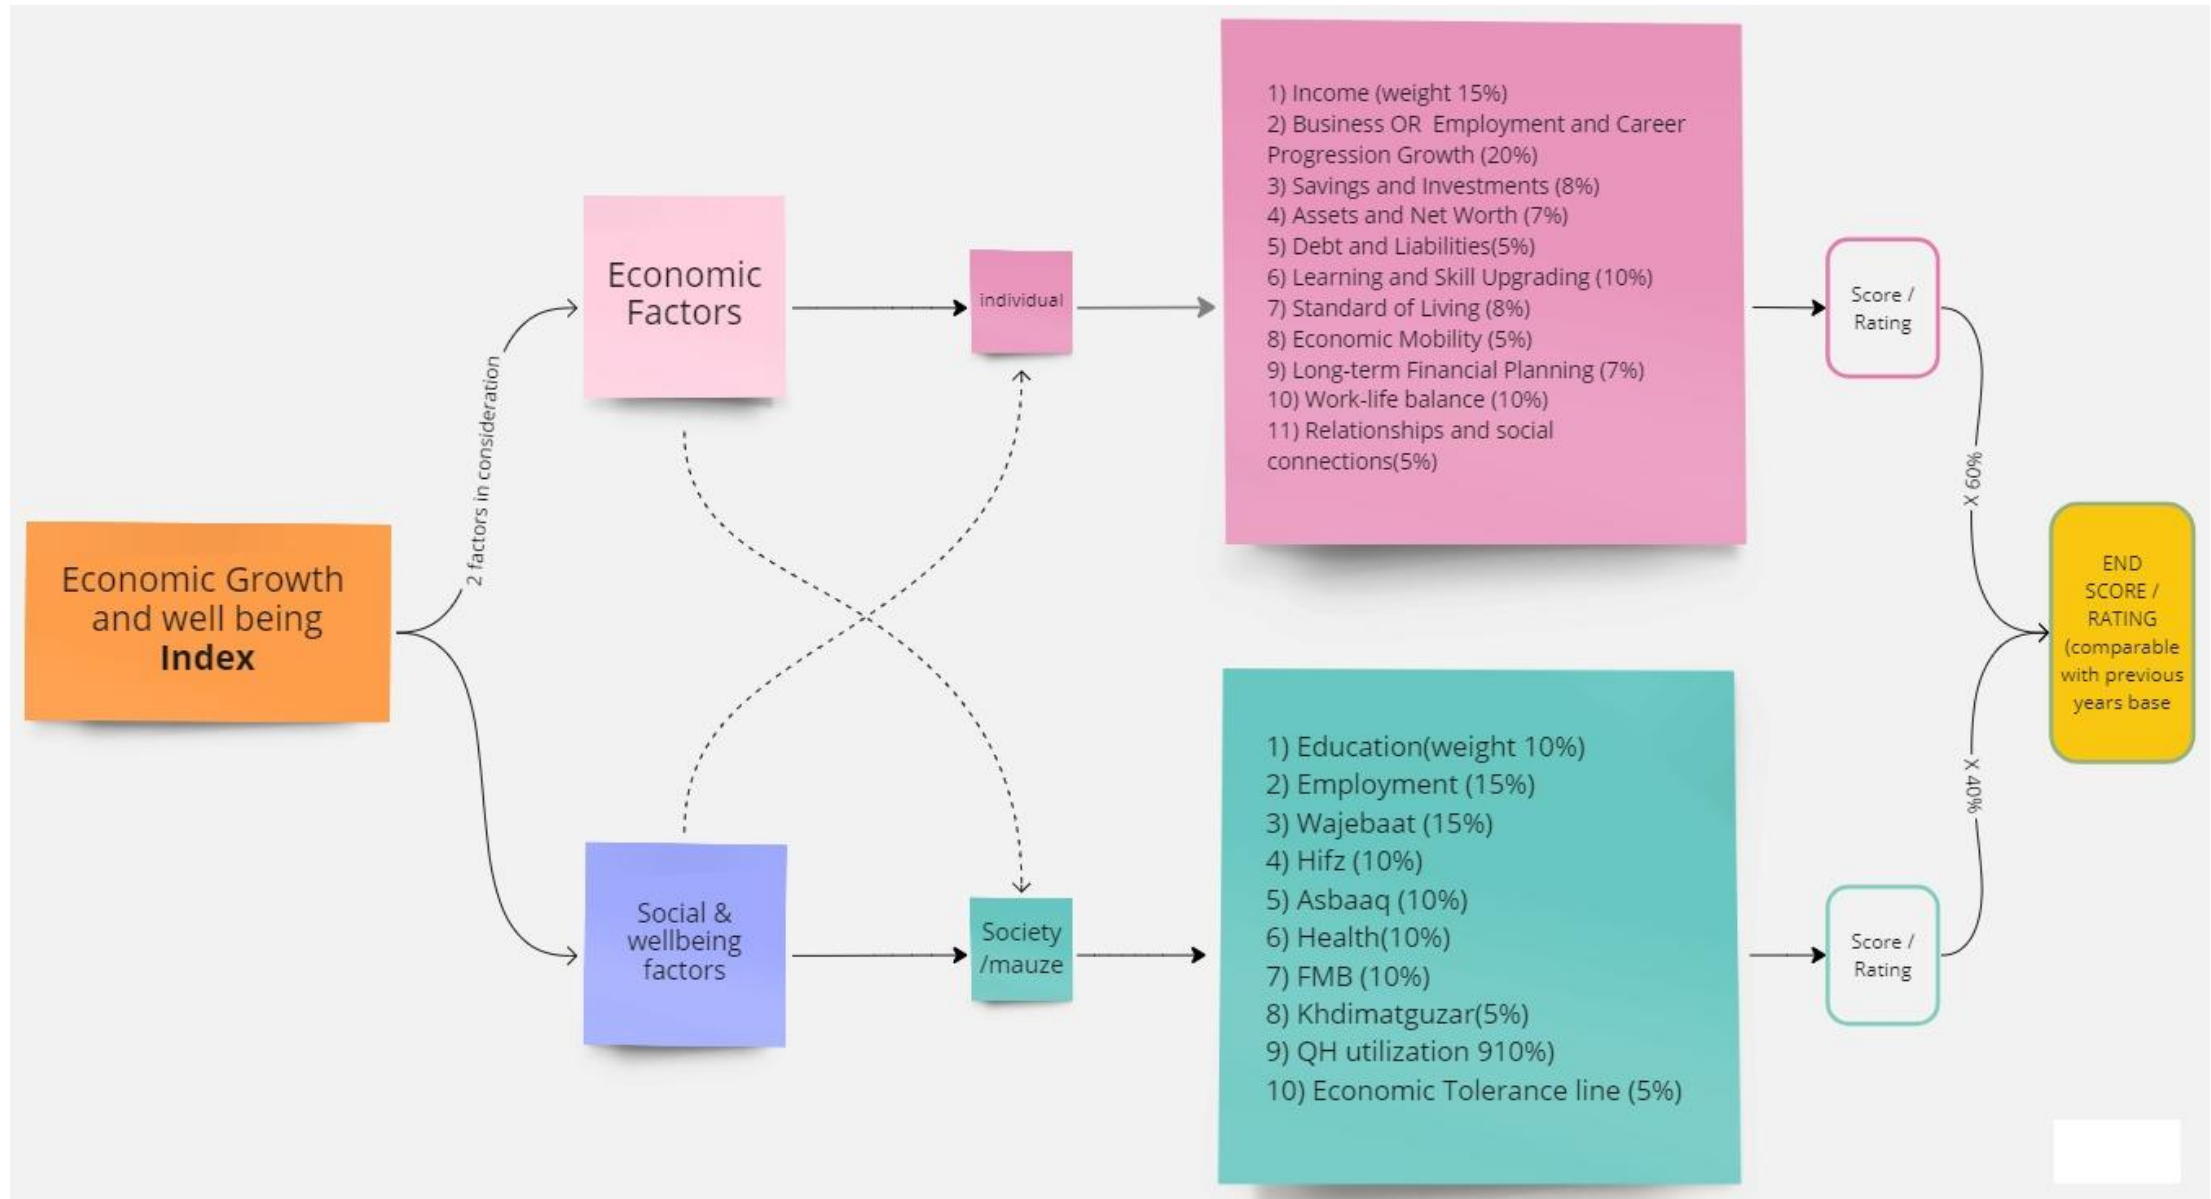 Economic Growth
and well being
Index
2 factors in consideration
Economic
Factors
individual
1) Income (weight 15%)
2) Business OR  Employment and Career
Progression Growth (20%)
3) Savings and Investments (8%)
4) Assets and Net Worth (7%)
5) Debt and Liabilities(5%)
6) Learning and Skill Upgrading (10%)
7) Standard of Living (8%)
8) Economic Mobility (5%)
9) Long-term Financial Planning (7%)
10) Work-life balance (10%)
11) Relationships and social
connections(5%)
Score /
Rating
X 60%
Social &
wellbeing
factors
Society
/mauze
1) Education(weight 10%)
2) Employment (15%)
3) Wajebaat (15%)
4) Hifz (10%)
5) Asbaaq (10%)
6) Health(10%)
7) FMB (10%)
8) Khdimatguzar(5%)
9) QH utilization 910%)
10) Economic Tolerance line (5%)
Score /
Rating
X 40%
END
SCORE /
RATING
(comparable
with previous
years base